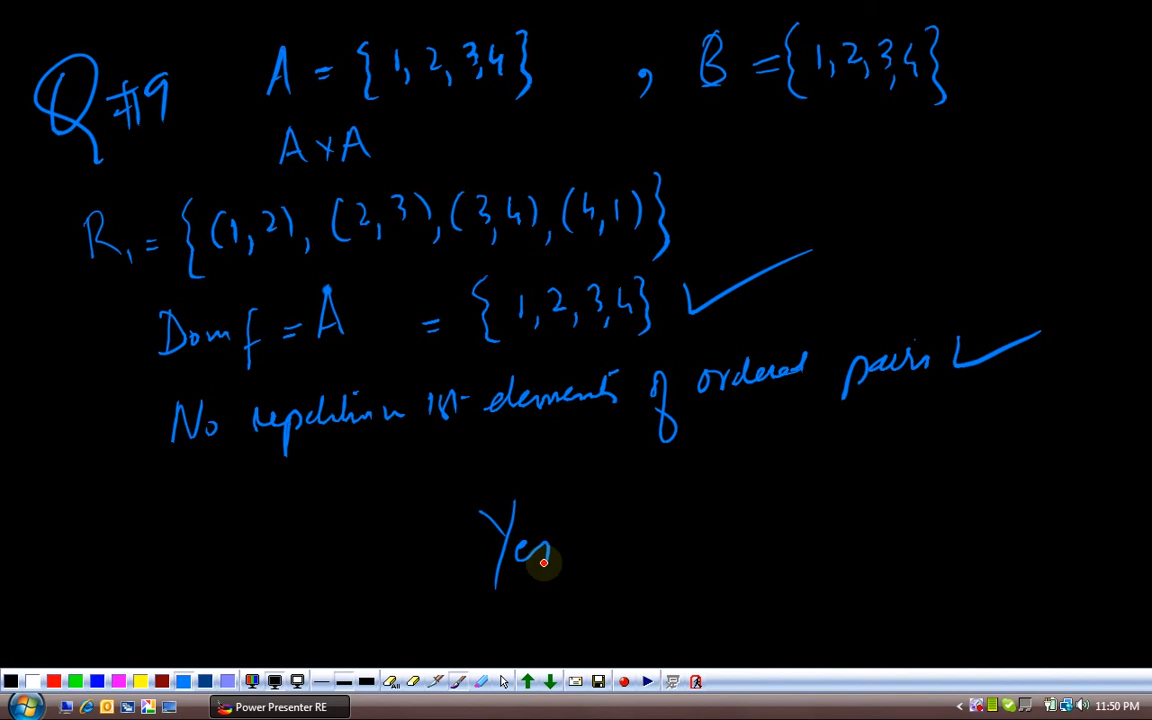 Q#9 A = {1, 2, 3, 4} , B = {1, 2, 3, 4}
A × A
R₁ = {(1, 2), (2, 3), (3, 4), (4, 1)}
Dom f = A = {1, 2, 3, 4} ✓
No repetition 1st elements of ordered pairs ✓
Yes
Power Presenter RE
11:50 PM